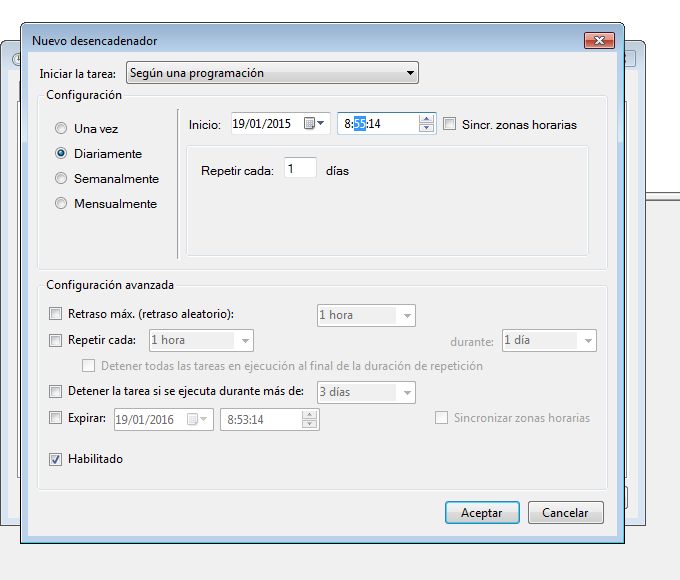 Nuevo desencadenador
Iniciar la tarea: Según una programación
Configuración
Una vez
Diariamente
Semanalmente
Mensualmente
Inicio: 19/01/2015 8:55:14 Sincr. zonas horarias
Repetir cada: 1 días
Configuración avanzada
Retraso máx. (retraso aleatorio): 1 hora
Repetir cada: 1 hora durante: 1 día
Detener todas las tareas en ejecución al final de la duración de repetición
Detener la tarea si se ejecuta durante más de: 3 días
Expirar: 19/01/2016 8:53:14 Sincronizar zonas horarias
Habilitado
Aceptar Cancelar